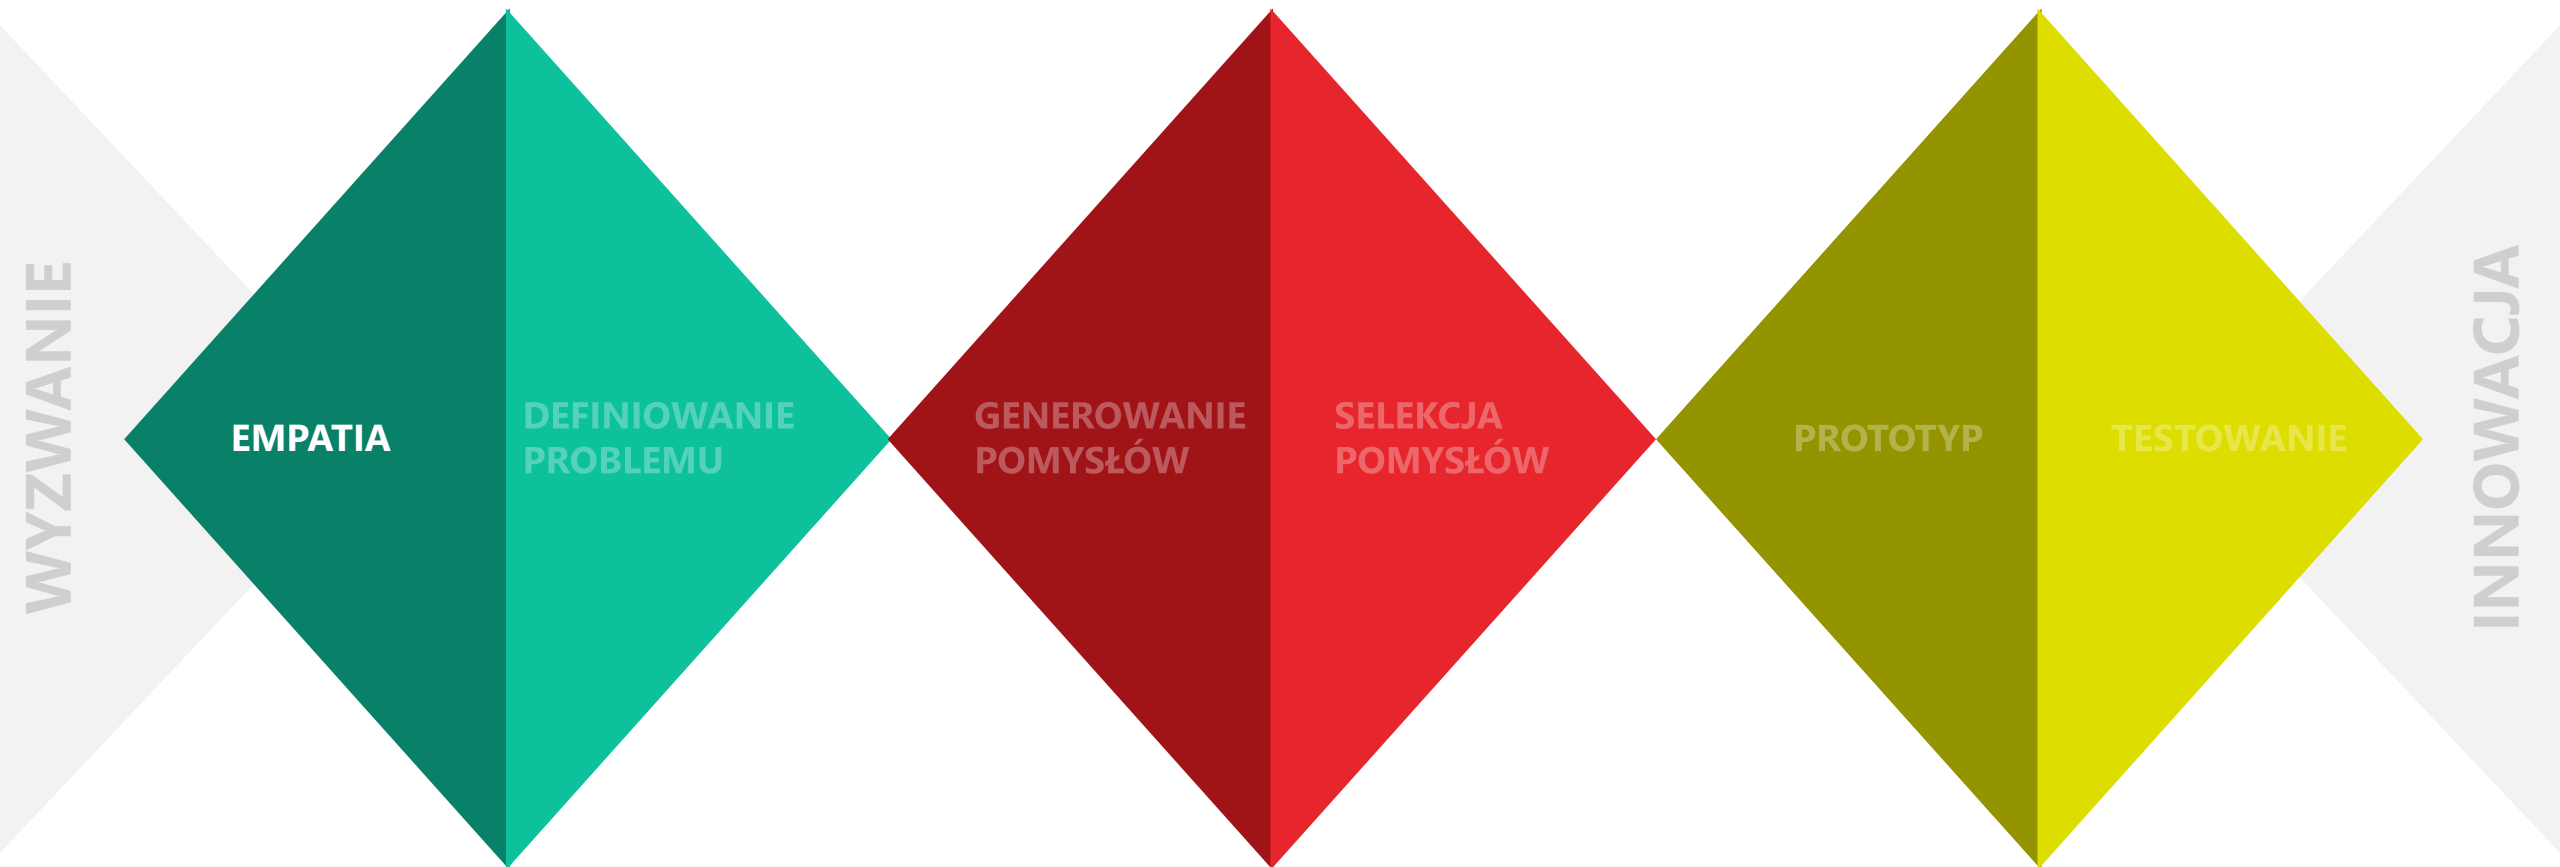 WYZWANIE
EMPATIA
DEFINIOWANIE
PROBLEMU
GENEROWANIE
POMYSŁÓW
SELEKCJA
POMYSŁÓW
PROTOTYP
TESTOWANIE
INNOWACJA